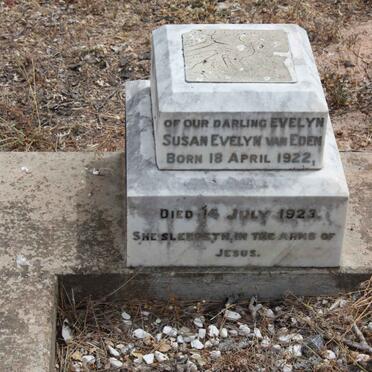 OF OUR DARLING EVELYN
SUSAN EVELYN VAN EDEN
BORN 18 APRIL 1922,
DIED 14 JULY 1923.
SHE SLEEPETH, IN THE ARMS OF
JESUS.